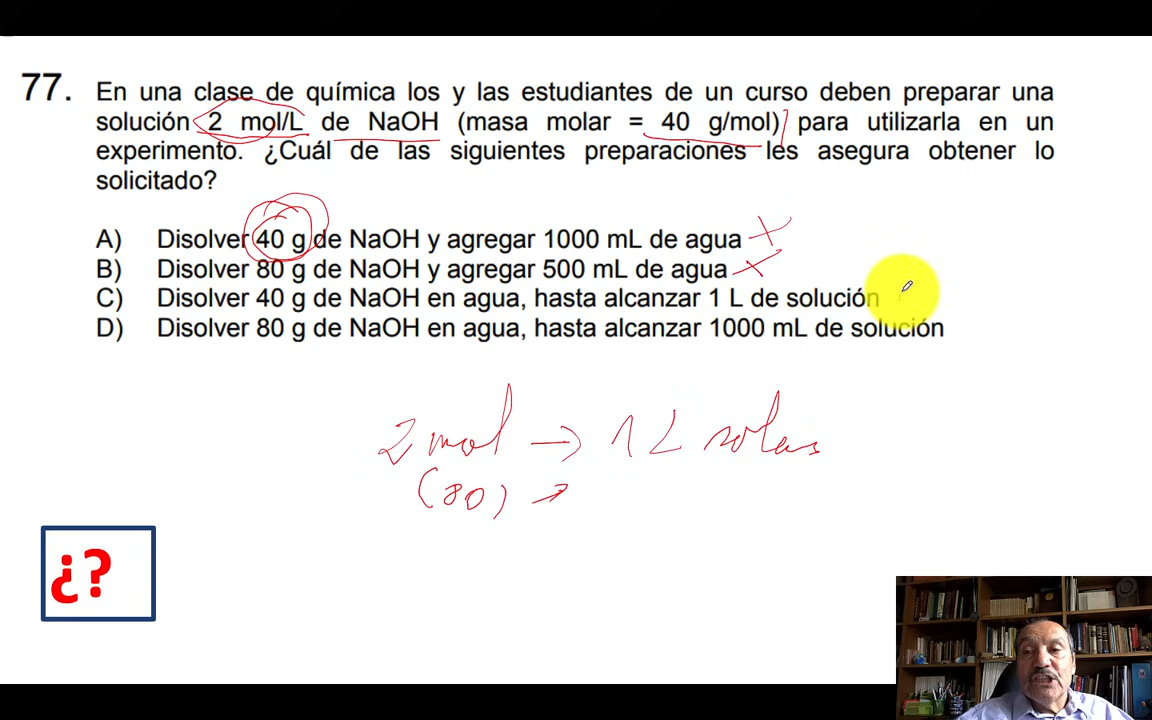 77. En una clase de química los y las estudiantes de un curso deben preparar una
solución 2 mol/L de NaOH (masa molar = 40 g/mol) para utilizarla en un
experimento. ¿Cuál de las siguientes preparaciones les asegura obtener lo
solicitado?
A) Disolver 40 g de NaOH y agregar 1000 mL de agua
B) Disolver 80 g de NaOH y agregar 500 mL de agua
C) Disolver 40 g de NaOH en agua, hasta alcanzar 1 L de solución
D) Disolver 80 g de NaOH en agua, hasta alcanzar 1000 mL de solución
2 mol → 1 L
(80) →
¿?